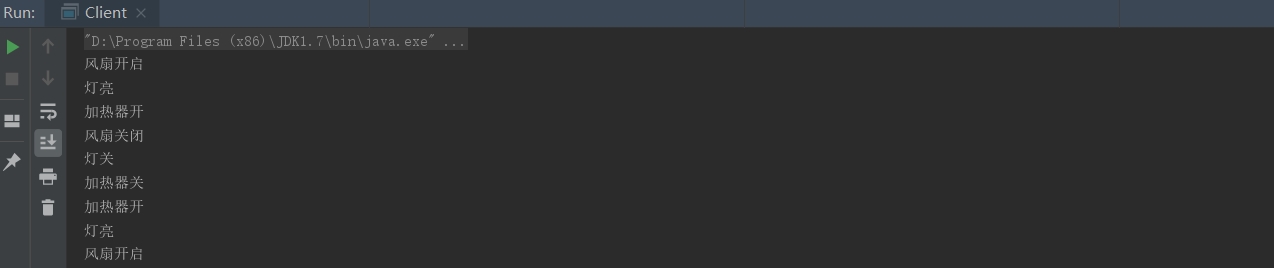 Run: Client
"D:\Program Files (x86)\JDK1.7\bin\java.exe" ...
风扇开启
灯亮
加热器开
风扇关闭
灯关
加热器关
加热器开
灯亮
风扇开启